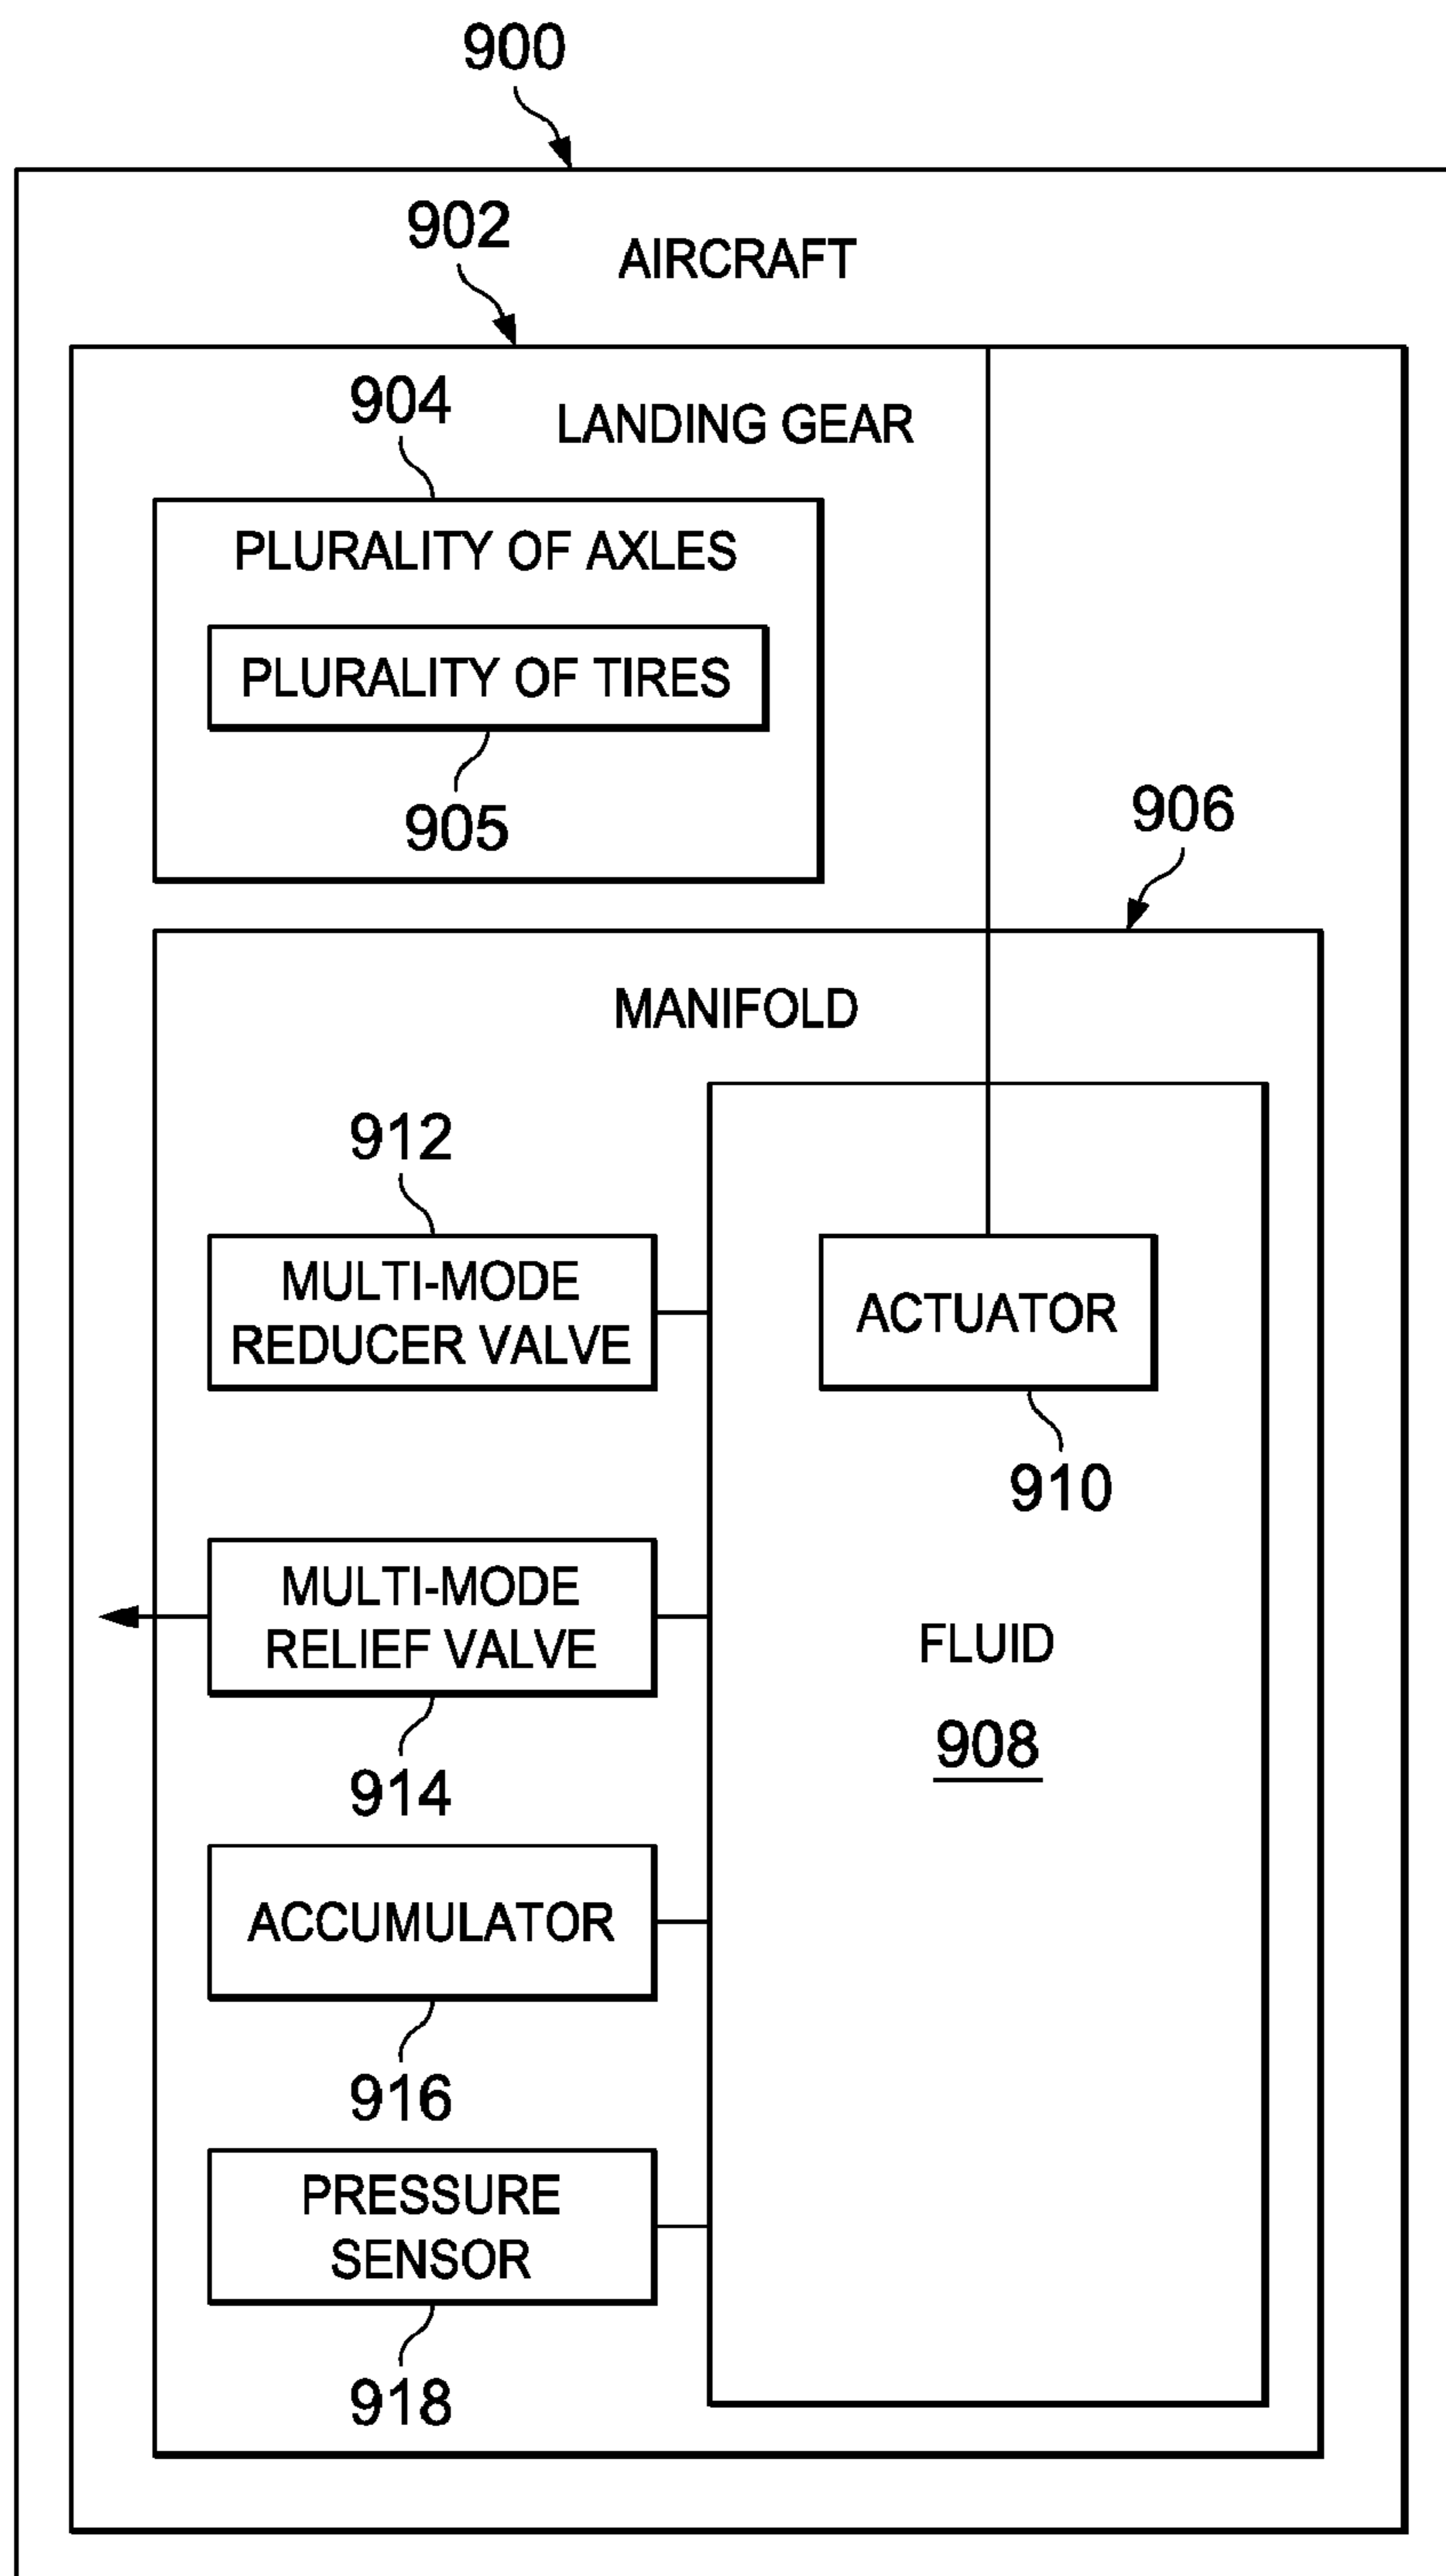 900
902
AIRCRAFT
904
LANDING GEAR
PLURALITY OF AXLES
PLURALITY OF TIRES
905
906
MANIFOLD
912
MULTI-MODE
REDUCER VALVE
ACTUATOR
910
MULTI-MODE
RELIEF VALVE
FLUID
908
914
ACCUMULATOR
916
PRESSURE
SENSOR
918